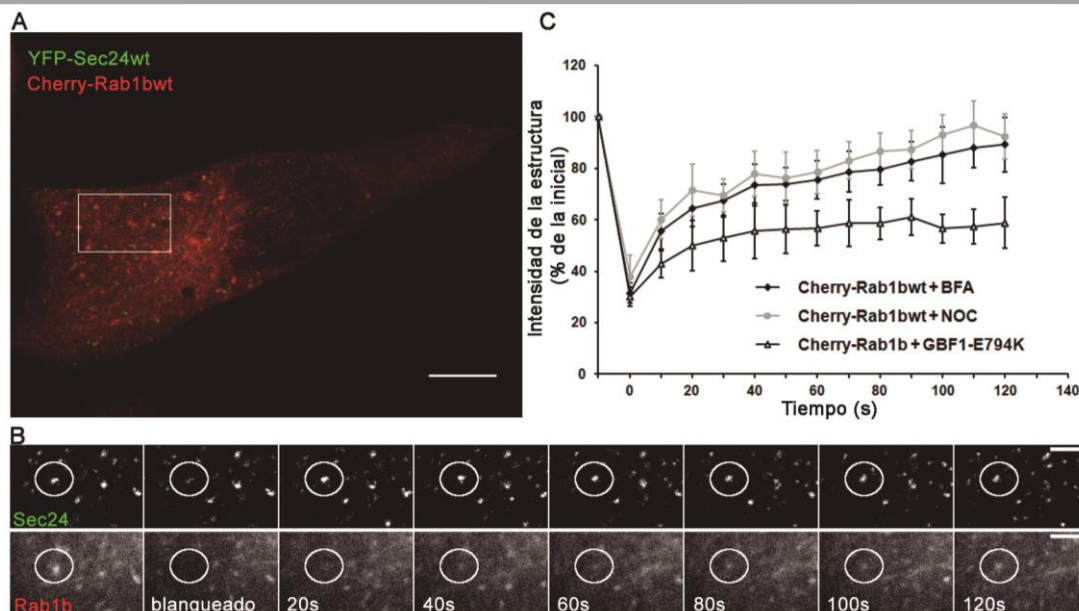 A
YFP-Sec24wt
Cherry-Rab1bwt
C
Intensidad de la estructura
(% de la inicial)
120
100
80
60
40
20
0
Cherry-Rab1bwt + BFA
Cherry-Rab1bwt + NOC
Cherry-Rab1b + GBF1-E794K
0 20 40 60 80 100 120 140
Tiempo (s)
B
Sec24
Rab1b blanqueado 20s 40s 60s 80s 100s 120s